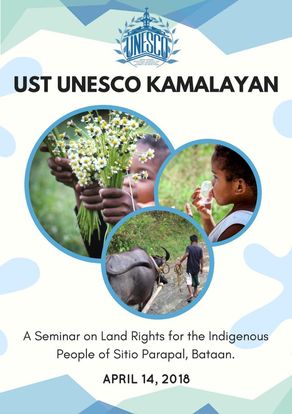 UNESCO
UST UNESCO KAMALAYAN
A Seminar on Land Rights for the Indigenous
People of Sitio Parapal, Bataan.
APRIL 14, 2018